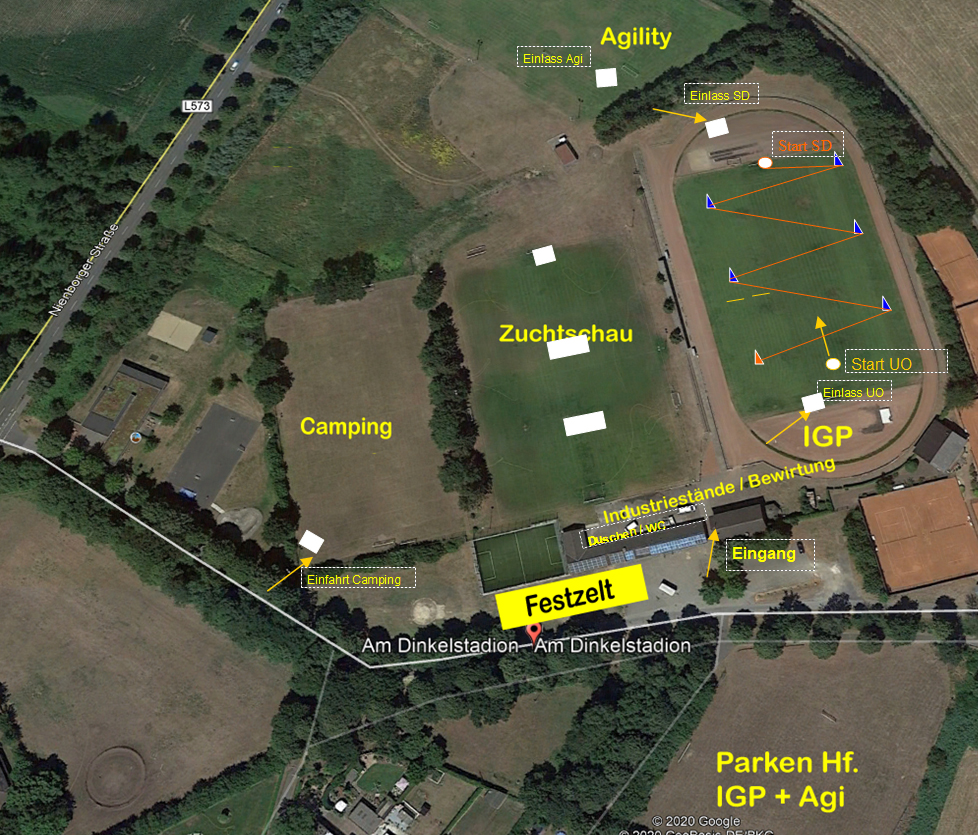 Agility
Einlass Agi
Einlass SD
L573
Start SD
Nienborger Straße
Zuchtschau
Start UO
Einlass UO
Camping
IGP
Industriestände / Bewirtung
Duschen / WC
Eingang
Einfahrt Camping
Festzelt
Am Dinkelstadion
Am Dinkelstadion
Parken Hf.
IGP + Agi
© 2020 Google
© 2020 GeoBasis-DE/BKG